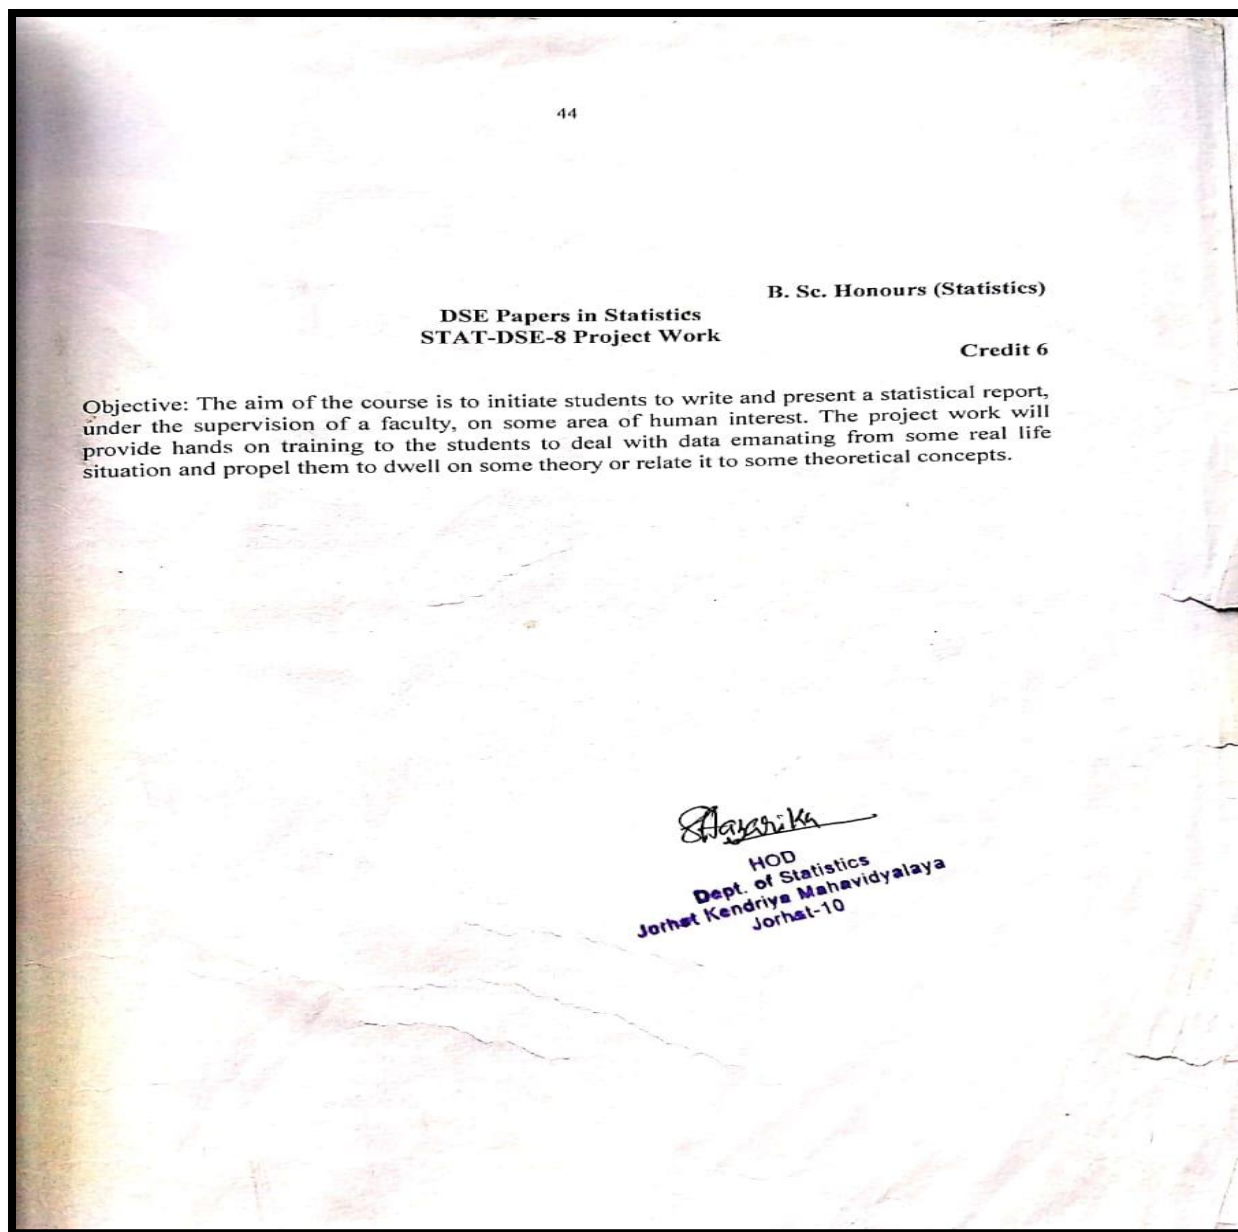 44
B. Sc. Honours (Statistics)
DSE Papers in Statistics
STAT-DSE-8 Project Work
Credit 6
Objective: The aim of the course is to initiate students to write and present a statistical report,
under the supervision of a faculty, on some area of human interest. The project work will
provide hands on training to the students to deal with data emanating from some real life
situation and propel them to dwell on some theory or relate it to some theoretical concepts.
SHazarika
HOD
Dept. of Statistics
Jorhat Kendriya Mahavidyalaya
Jorhat-10